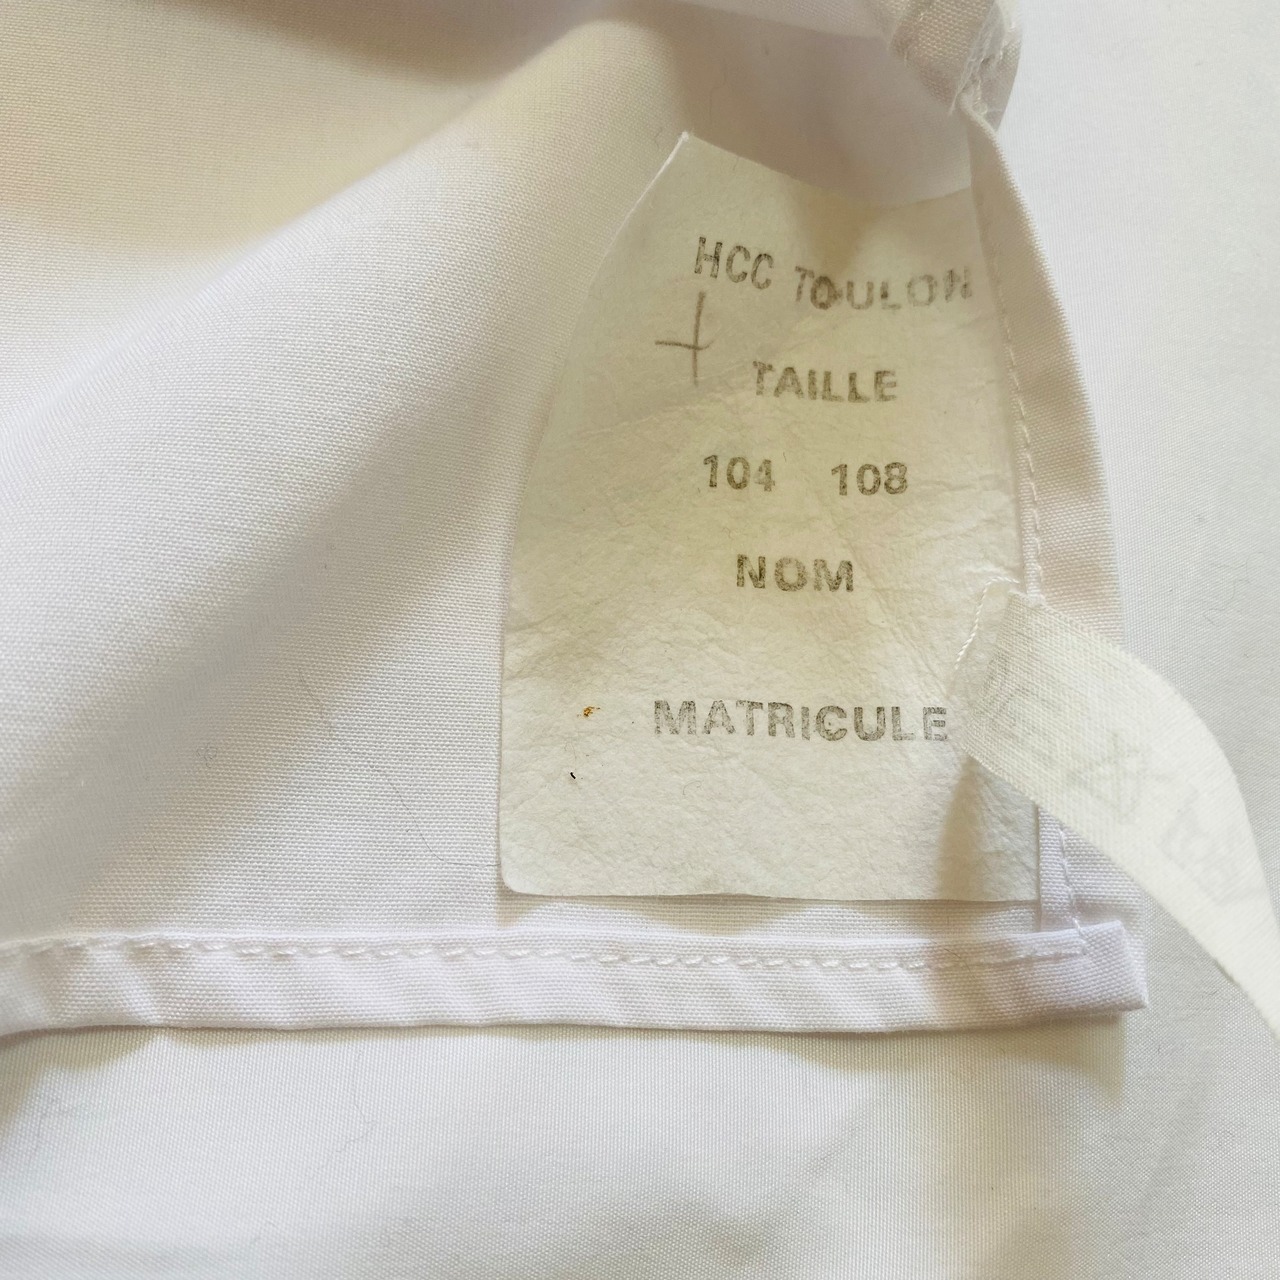 HCC TOULON
TAILLE
104 108
NOM
MATRICULE